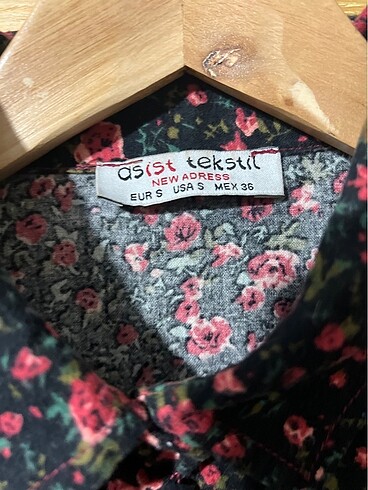 asist tekstil
NEW ADRESS
EUR S USA S MEX 36